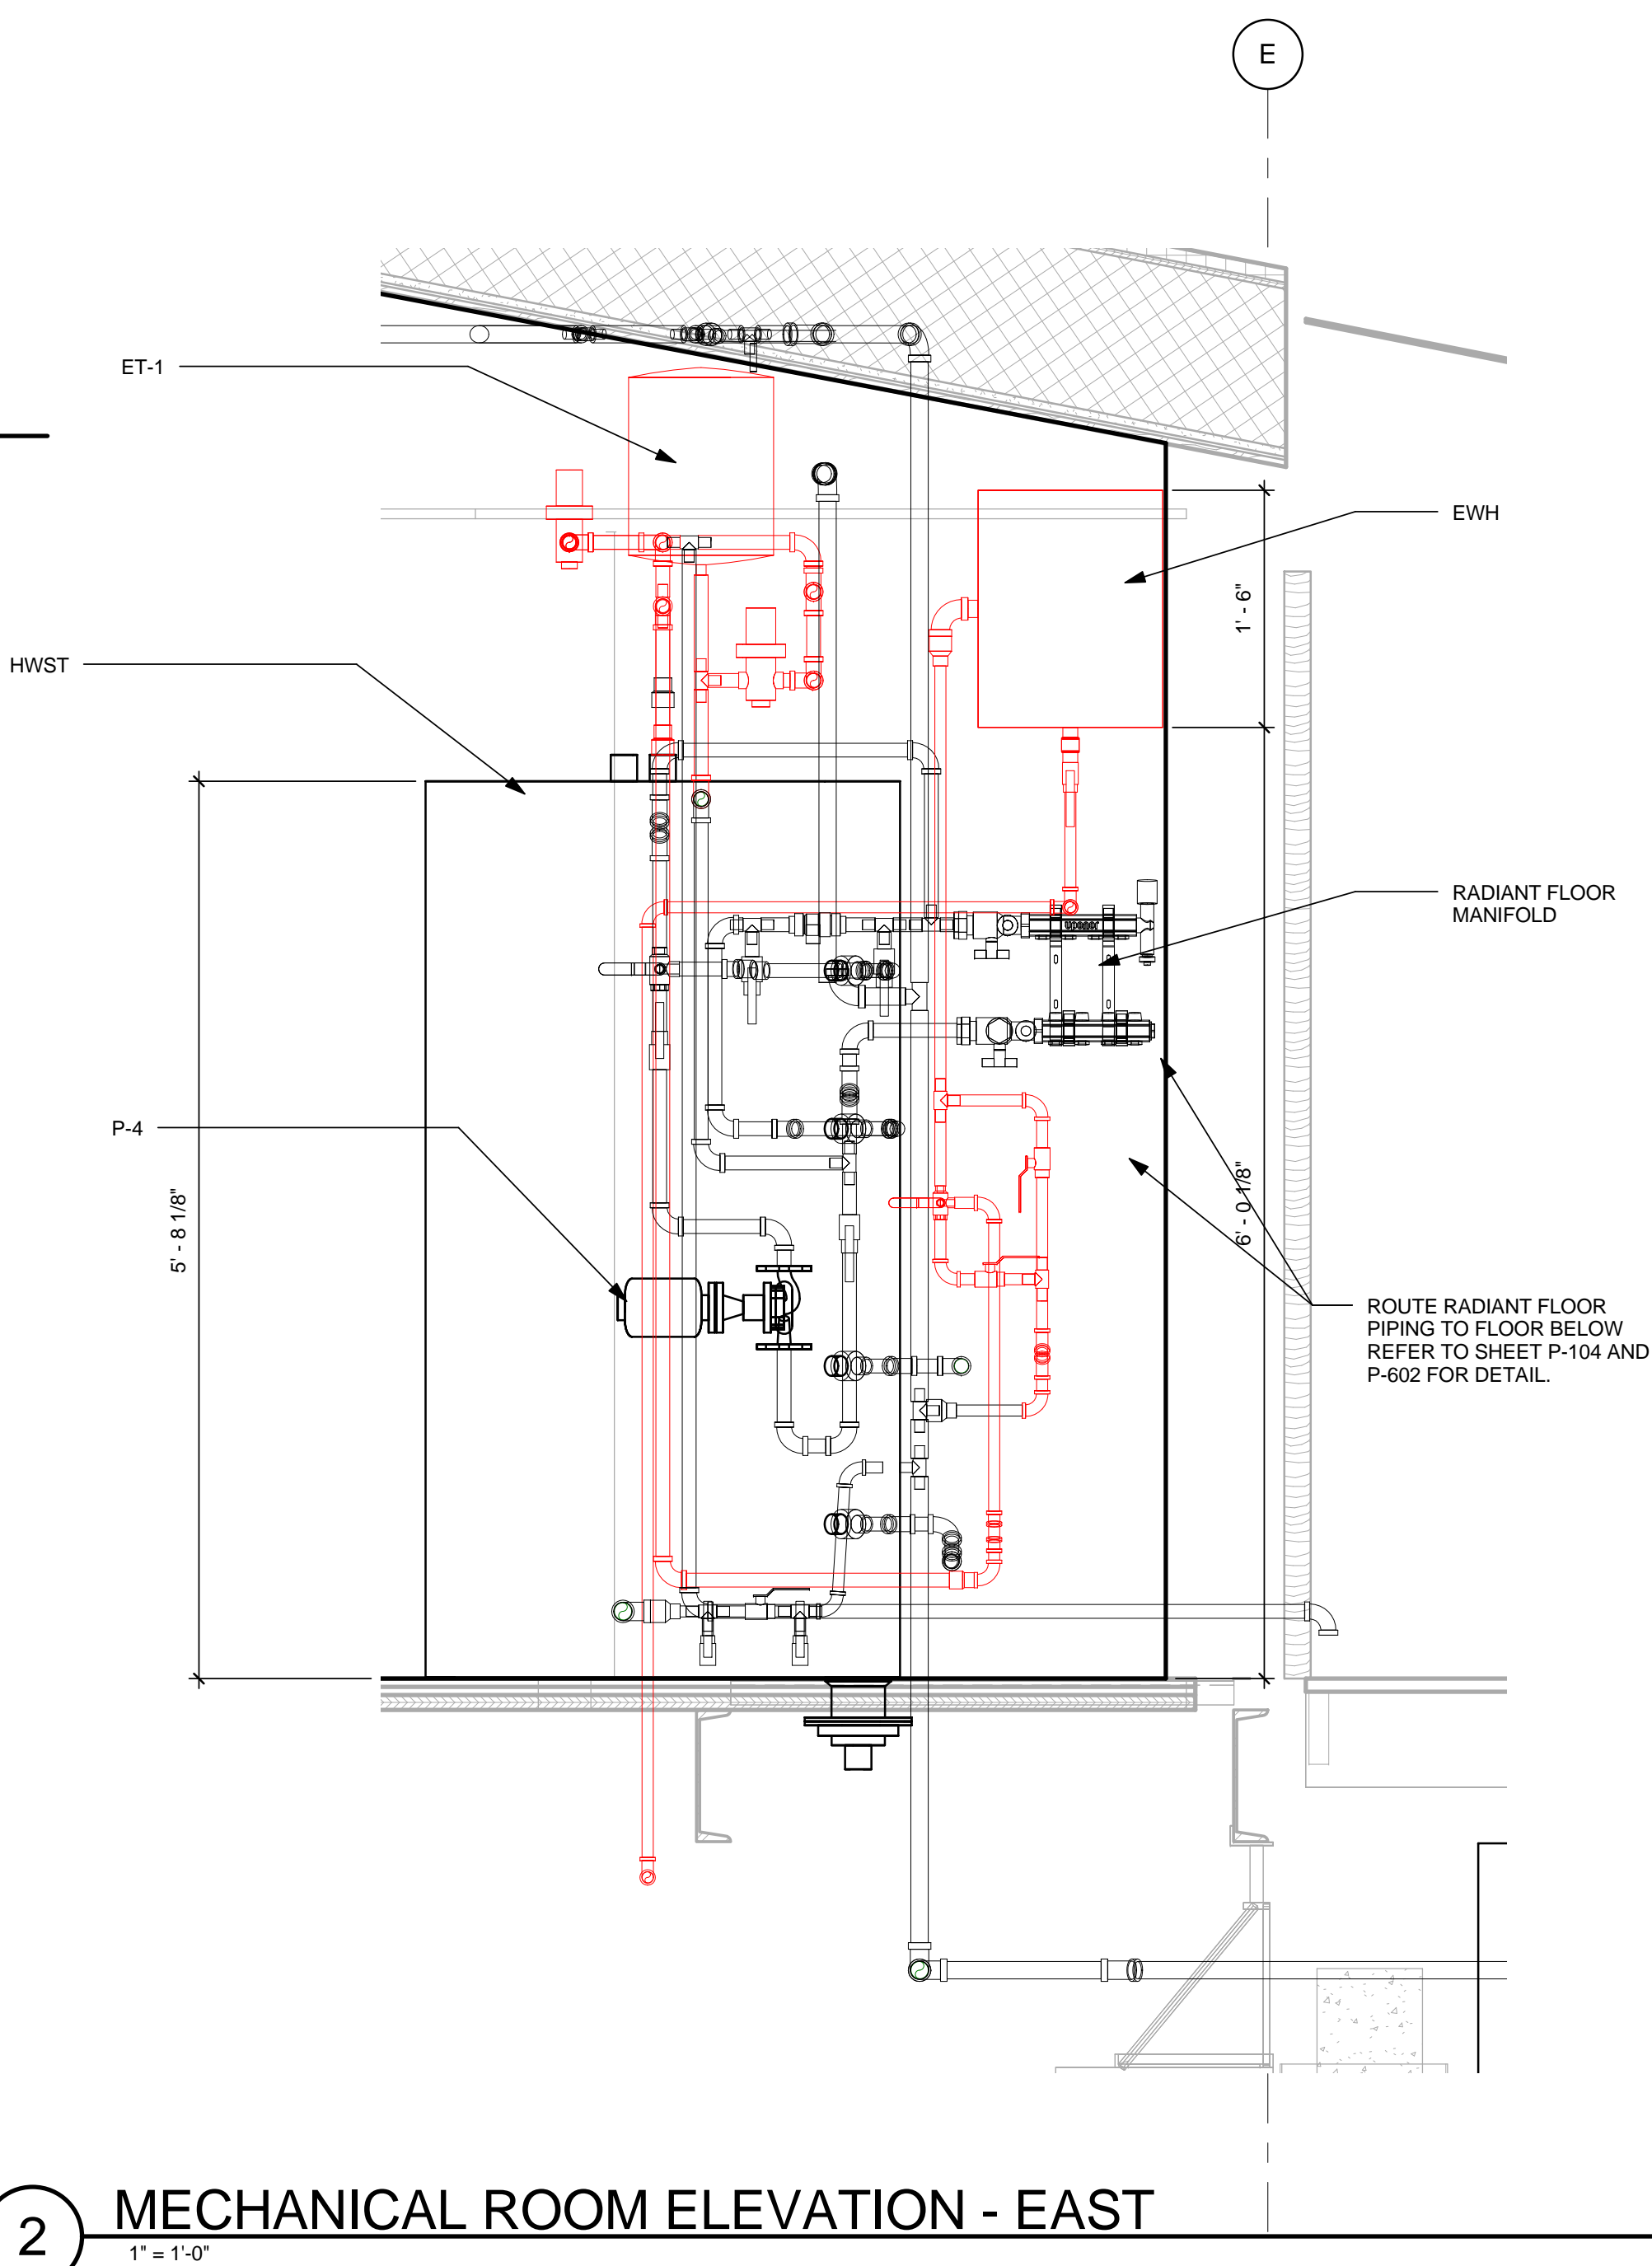 E
ET-1
EWH
1' - 6"
HWST
RADIANT FLOOR
MANIFOLD
uponor
P-4
5' - 8 1/8"
6' - 0 1/8"
ROUTE RADIANT FLOOR
PIPING TO FLOOR BELOW
REFER TO SHEET P-104 AND
P-602 FOR DETAIL.
2
MECHANICAL ROOM ELEVATION - EAST
1" = 1'-0"